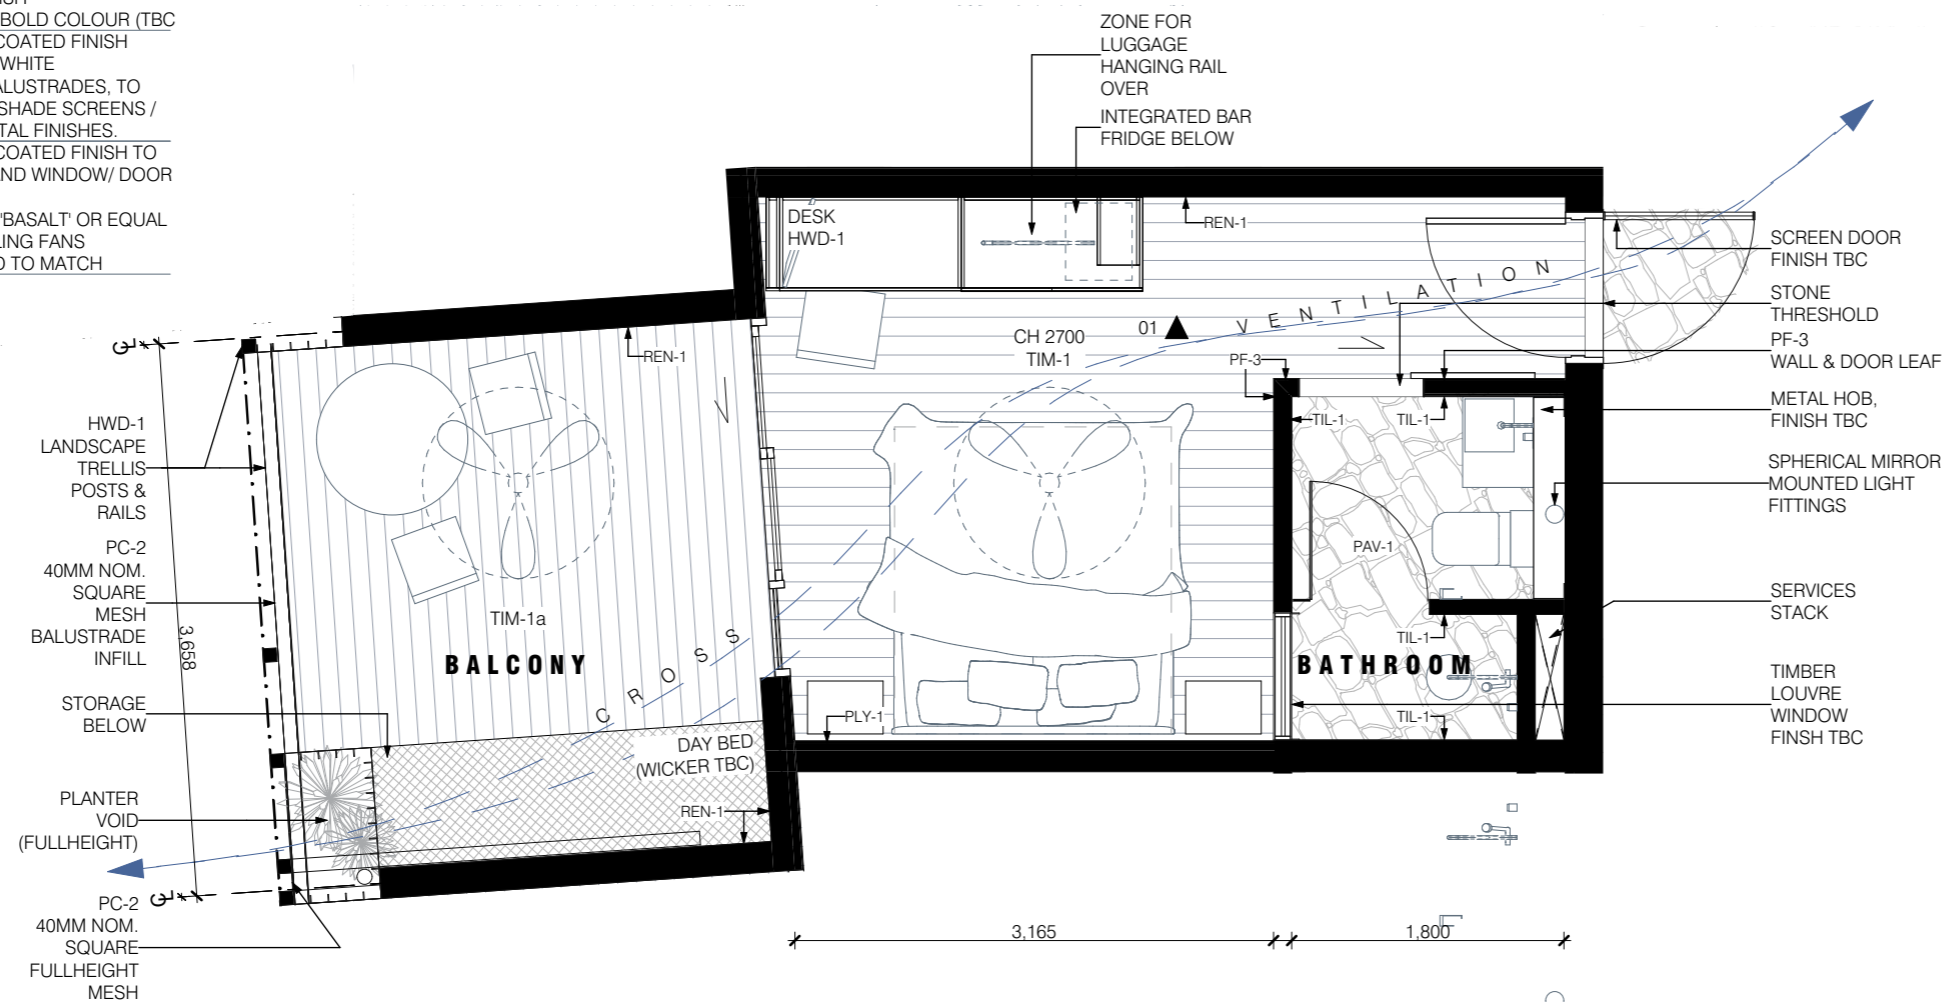 BOLD COLOUR (TBC
COATED FINISH
WHITE
ALUSTRADES, TO
SHADE SCREENS /
TAL FINISHES.
COATED FINISH TO
AND WINDOW/ DOOR
'BASALT' OR EQUAL
LING FANS
D TO MATCH
ZONE FOR
LUGGAGE
HANGING RAIL
OVER
INTEGRATED BAR
FRIDGE BELOW
DESK
HWD-1
REN-1
SCREEN DOOR
FINISH TBC
STONE
THRESHOLD
PF-3
WALL & DOOR LEAF
METAL HOB,
FINISH TBC
SPHERICAL MIRROR
MOUNTED LIGHT
FITTINGS
SERVICES
STACK
TIMBER
LOUVRE
WINDOW
FINSH TBC
CROSS VENTILATION
01
CH 2700
TIM-1
PF-3
REN-1
TIL-1
TIL-1
PAV-1
TIL-1
BATHROOM
TIL-1
PLY-1
TIM-1a
BALCONY
DAY BED
(WICKER TBC)
REN-1
HWD-1
LANDSCAPE
TRELLIS
POSTS &
RAILS
PC-2
40MM NOM.
SQUARE
MESH
BALUSTRADE
INFILL
3,658
STORAGE
BELOW
PLANTER
VOID
(FULLHEIGHT)
PC-2
40MM NOM.
SQUARE
FULLHEIGHT
MESH
3,165
1,800